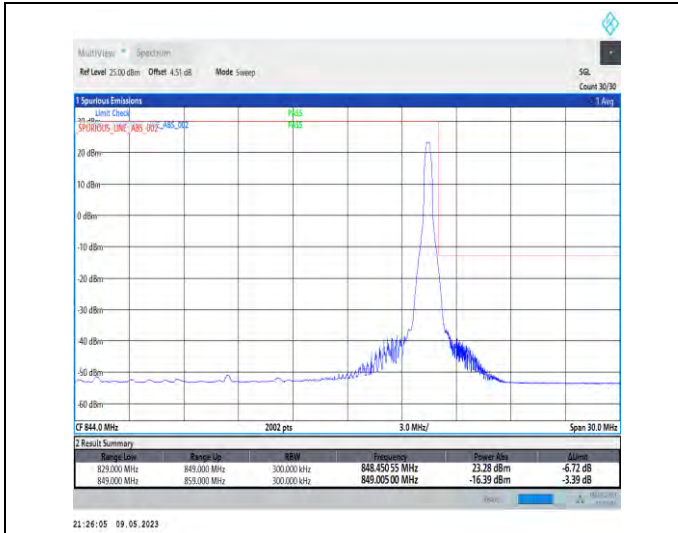 MultiView Spectrum
Ref Level 25.00 dBm Offset 4.51 dB Mode Sweep SGL
Count 30/30
1 Spurious Emissions 1 Avg
Limit Check PASS
SPURIOUS_LINE_ABS_002 PASS
20 dBm
10 dBm
0 dBm
-10 dBm
-20 dBm
-30 dBm
-40 dBm
-50 dBm
-60 dBm
CF 844.0 MHz 2002 pts 3.0 MHz/ Span 30.0 MHz
2 Result Summary
Range Low Range Up RBW Frequency Power Abs ΔLimit
829.000 MHz 849.000 MHz 300.000 kHz 848.45055 MHz 23.28 dBm -6.72 dB
849.000 MHz 859.000 MHz 300.000 kHz 849.00500 MHz -16.39 dBm -3.39 dB
21:26:05 09.05.2023